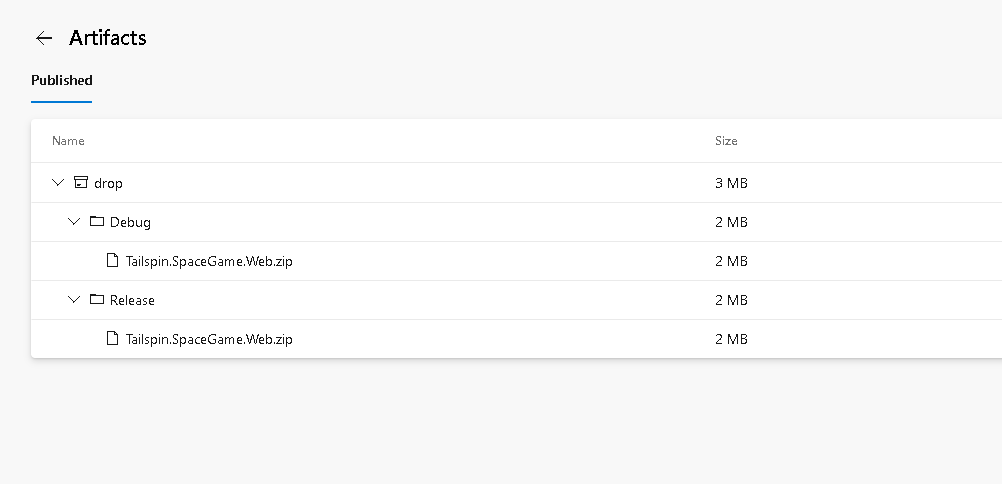 Artifacts
Published
Name Size
drop 3 MB
Debug 2 MB
Tailspin.SpaceGame.Web.zip 2 MB
Release 2 MB
Tailspin.SpaceGame.Web.zip 2 MB